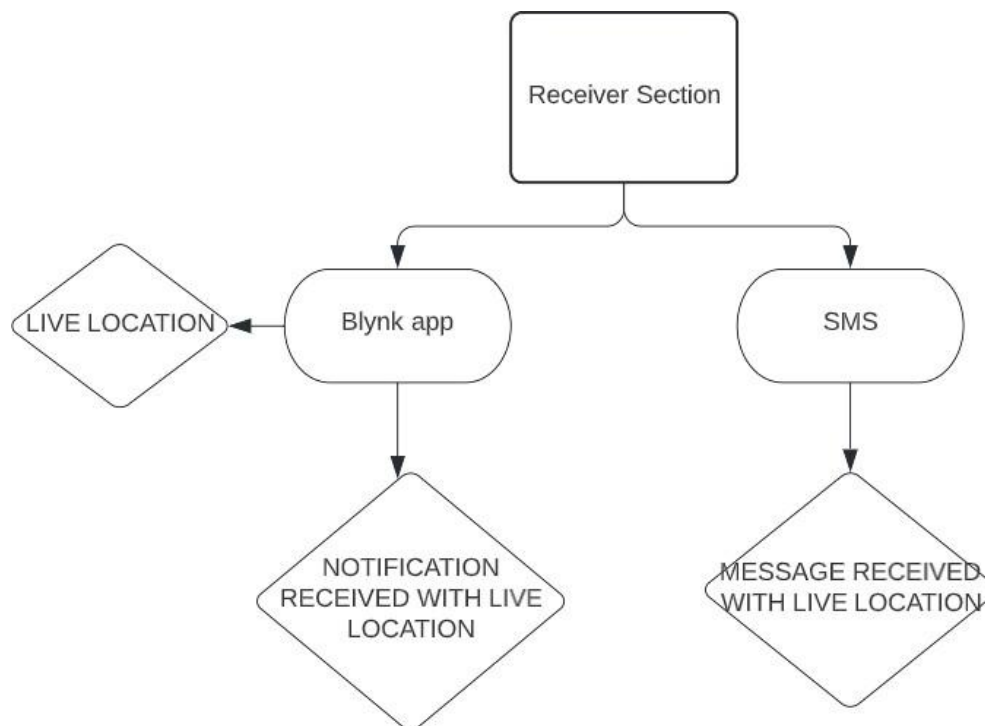 Receiver Section
LIVE LOCATION
Blynk app
SMS
NOTIFICATION
RECEIVED WITH LIVE
LOCATION
MESSAGE RECEIVED
WITH LIVE LOCATION